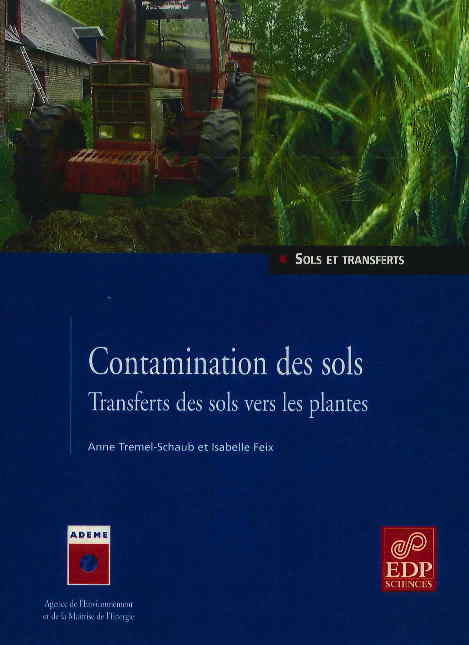 SOLS ET TRANSFERTS
Contamination des sols
Transferts des sols vers les plantes
Anne Tremel-Schaub et Isabelle Feix
ADEME
Agence de l'Environnement
et de la Maîtrise de l'Energie
EDP
SCIENCES